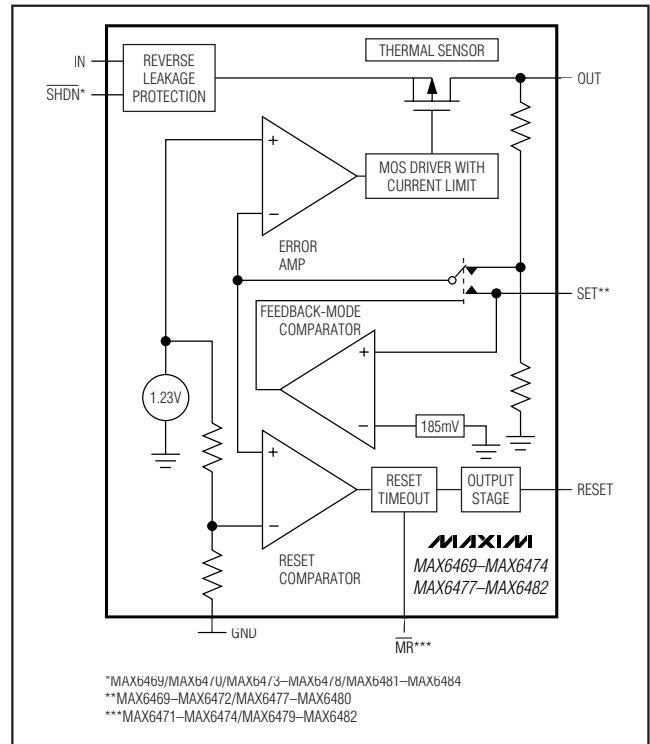 IN
SHDN*
REVERSE
LEAKAGE
PROTECTION
THERMAL SENSOR
OUT
+
−
MOS DRIVER WITH
CURRENT LIMIT
ERROR
AMP
SET**
FEEDBACK-MODE
COMPARATOR
+
−
185mV
1.23V
+
−
RESET
TIMEOUT
OUTPUT
STAGE
RESET
RESET
COMPARATOR
MAXIM
MAX6469–MAX6474
MAX6477–MAX6482
GND
MR***
*MAX6469/MAX6470/MAX6473–MAX6478/MAX6481–MAX6484
**MAX6469–MAX6472/MAX6477–MAX6480
***MAX6471–MAX6474/MAX6479–MAX6482